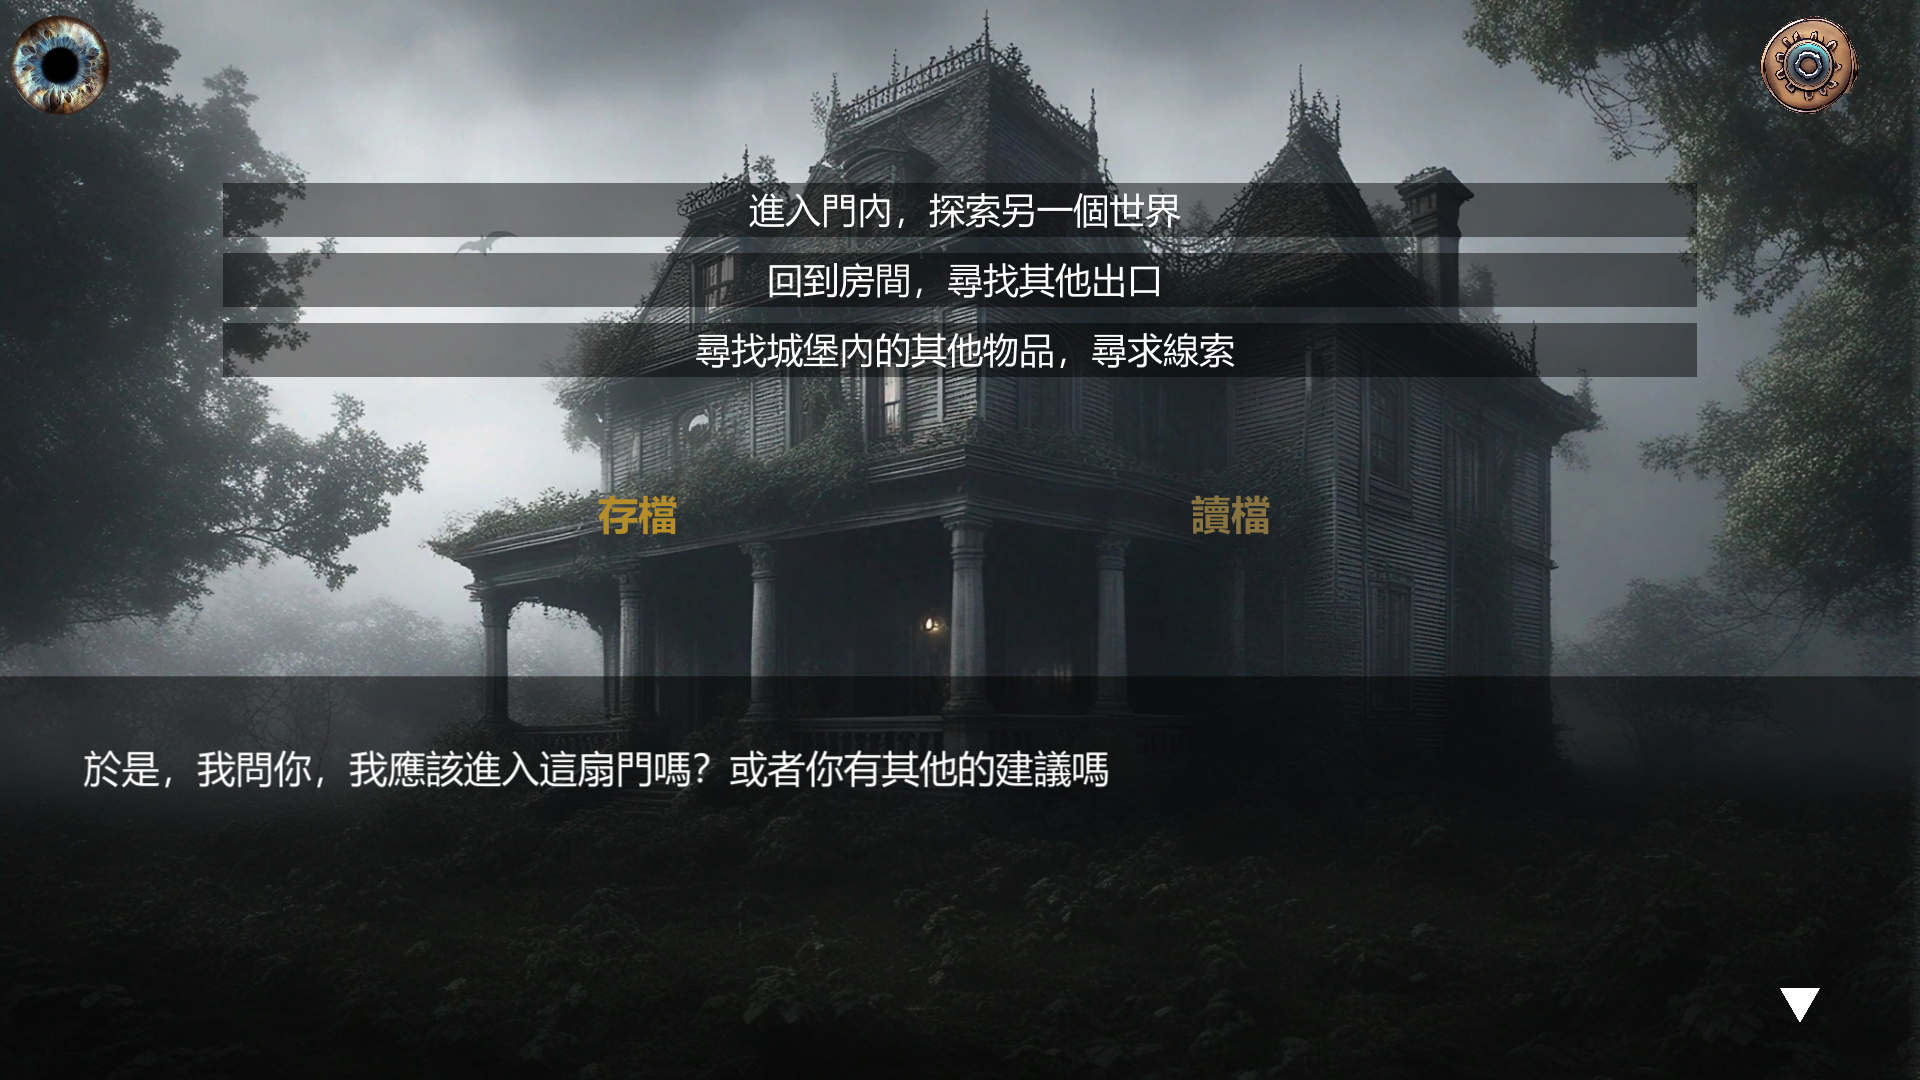 進入門內，探索另一個世界
回到房間，尋找其他出口
尋找城堡內的其他物品，尋求線索
存檔
讀檔
於是，我問你，我應該進入這扇門嗎？或者你有其他的建議嗎